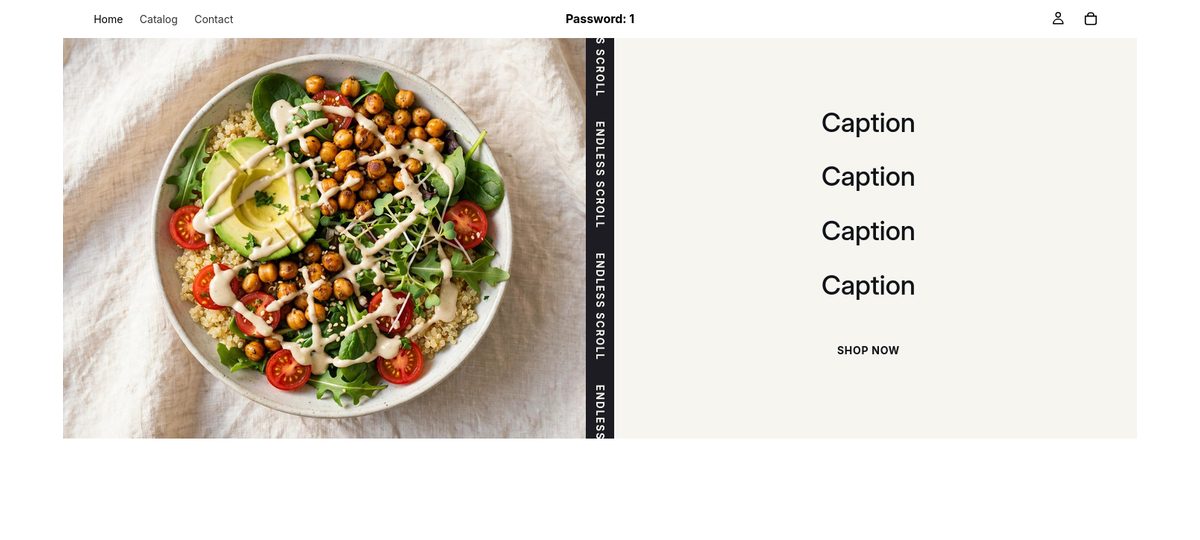 Home Catalog Contact
Password: 1
S SCROLL
ENDLESS SCROLL
ENDLESS SCROLL
ENDLESS
Caption
Caption
Caption
Caption
SHOP NOW